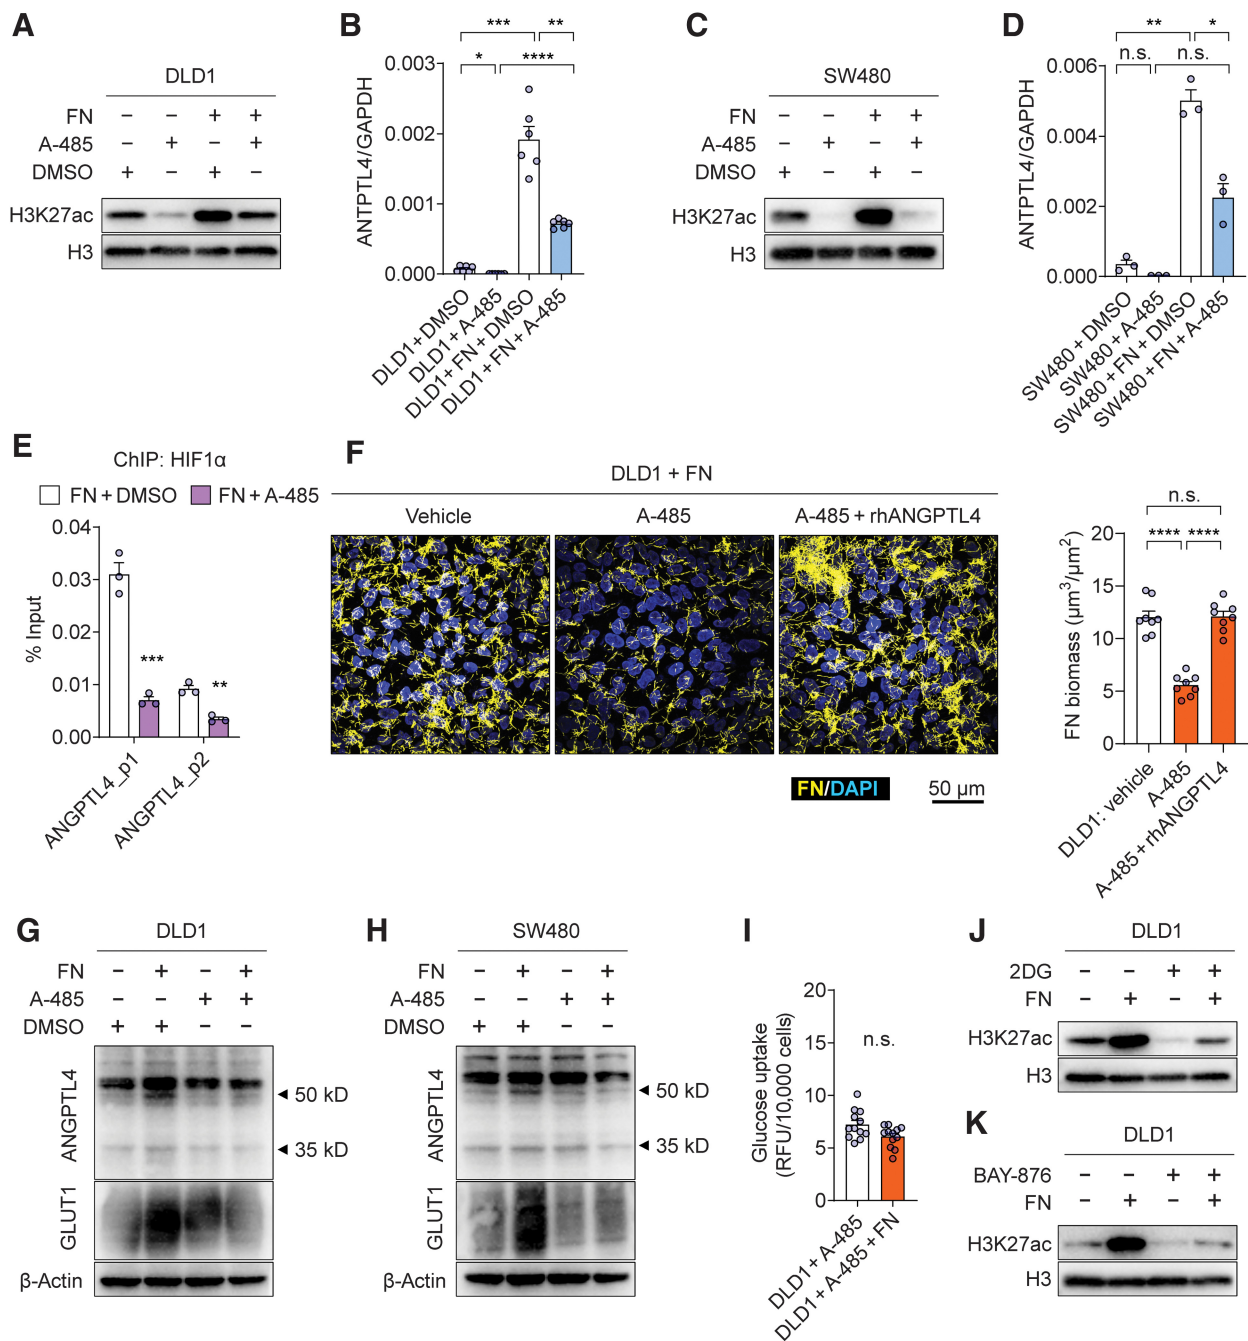 A
DLD1
FN − − + +
A-485 − + − +
DMSO + − + −
H3K27ac
H3
B
*** **
* ****
ANTPTL4/GAPDH
0.003
0.002
0.001
0.000
DLD1 + DMSO
DLD1 + A-485
DLD1 + FN + DMSO
DLD1 + FN + A-485
C
SW480
FN − − + +
A-485 − + − +
DMSO + − + −
H3K27ac
H3
D
** *
n.s. n.s.
ANTPTL4/GAPDH
0.006
0.004
0.002
0.000
SW480 + DMSO
SW480 + A-485
SW480 + FN + DMSO
SW480 + FN + A-485
E
ChIP: HIF1α
FN + DMSO FN + A-485
% Input
0.04
0.03
0.02
0.01
0.00
***
**
ANGPTL4_p1
ANGPTL4_p2
F
DLD1 + FN
Vehicle A-485 A-485 + rhANGPTL4
FN/DAPI
50 µm
n.s.
**** ****
FN biomass (µm³/µm²)
20
15
10
5
0
DLD1: vehicle
A-485
A-485 + rhANGPTL4
G
DLD1
FN − + − +
A-485 − − + +
DMSO + + − −
ANGPTL4
50 kD
35 kD
GLUT1
β-Actin
H
SW480
FN − + − +
A-485 − − + +
DMSO + + − −
ANGPTL4
50 kD
35 kD
GLUT1
β-Actin
I
Glucose uptake
(RFU/10,000 cells)
20
15
10
5
0
n.s.
DLD1 + A-485
DLD1 + A-485 + FN
J
DLD1
2DG − − + +
FN − + − +
H3K27ac
H3
K
DLD1
BAY-876 − − + +
FN − + − +
H3K27ac
H3